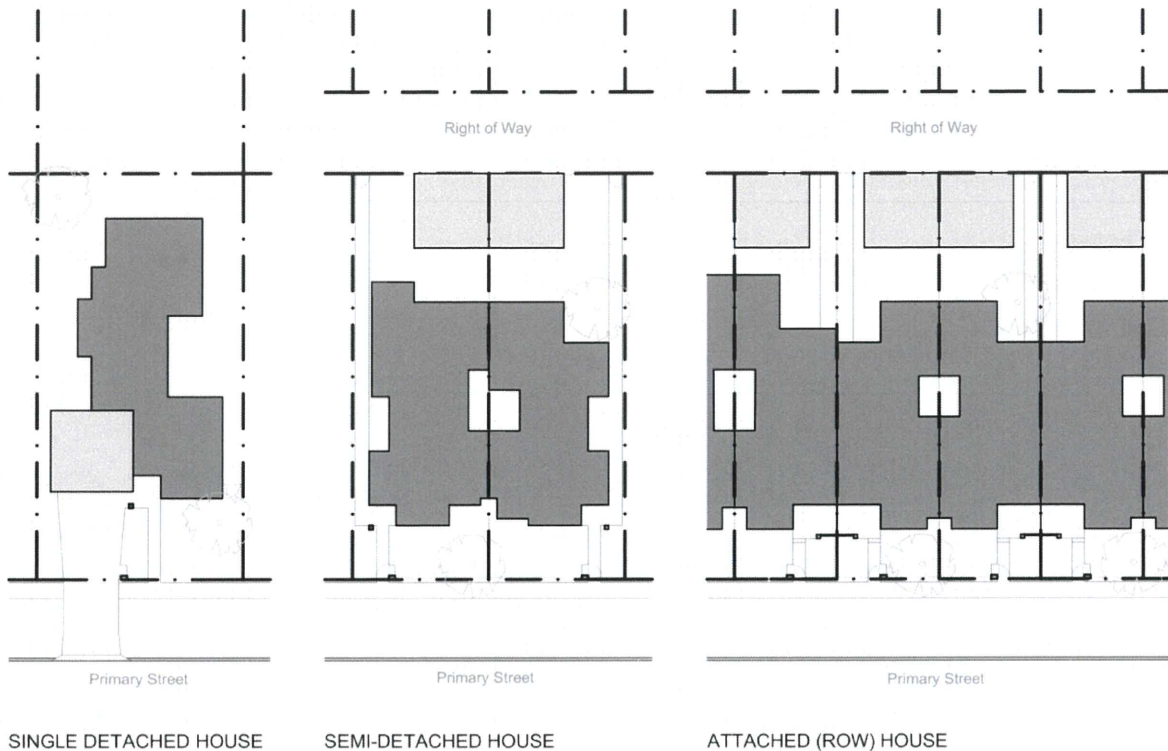 Right of Way
Right of Way
Primary Street
Primary Street
Primary Street
SINGLE DETACHED HOUSE
SEMI-DETACHED HOUSE
ATTACHED (ROW) HOUSE